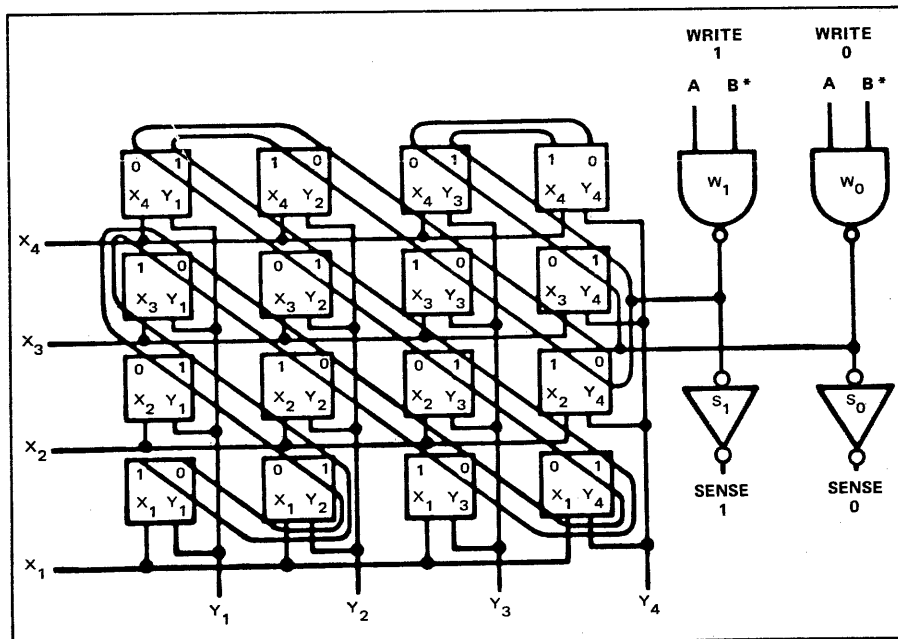 WRITE WRITE
1 0
A B* A B*
W₁ W₀
0 1 1 0 0 1 1 0
X₄ Y₁ X₄ Y₂ X₄ Y₃ X₄ Y₄
X₄
1 0 0 1 1 0 0 1
X₃ Y₁ X₃ Y₂ X₃ Y₃ X₃ Y₄
X₃
0 1 1 0 0 1 1 0
X₂ Y₁ X₂ Y₂ X₂ Y₃ X₂ Y₄
S₁ S₀
X₂
1 0 0 1 1 0 0 1
X₁ Y₁ X₁ Y₂ X₁ Y₃ X₁ Y₄
SENSE SENSE
1 0
X₁
Y₁ Y₂ Y₃ Y₄